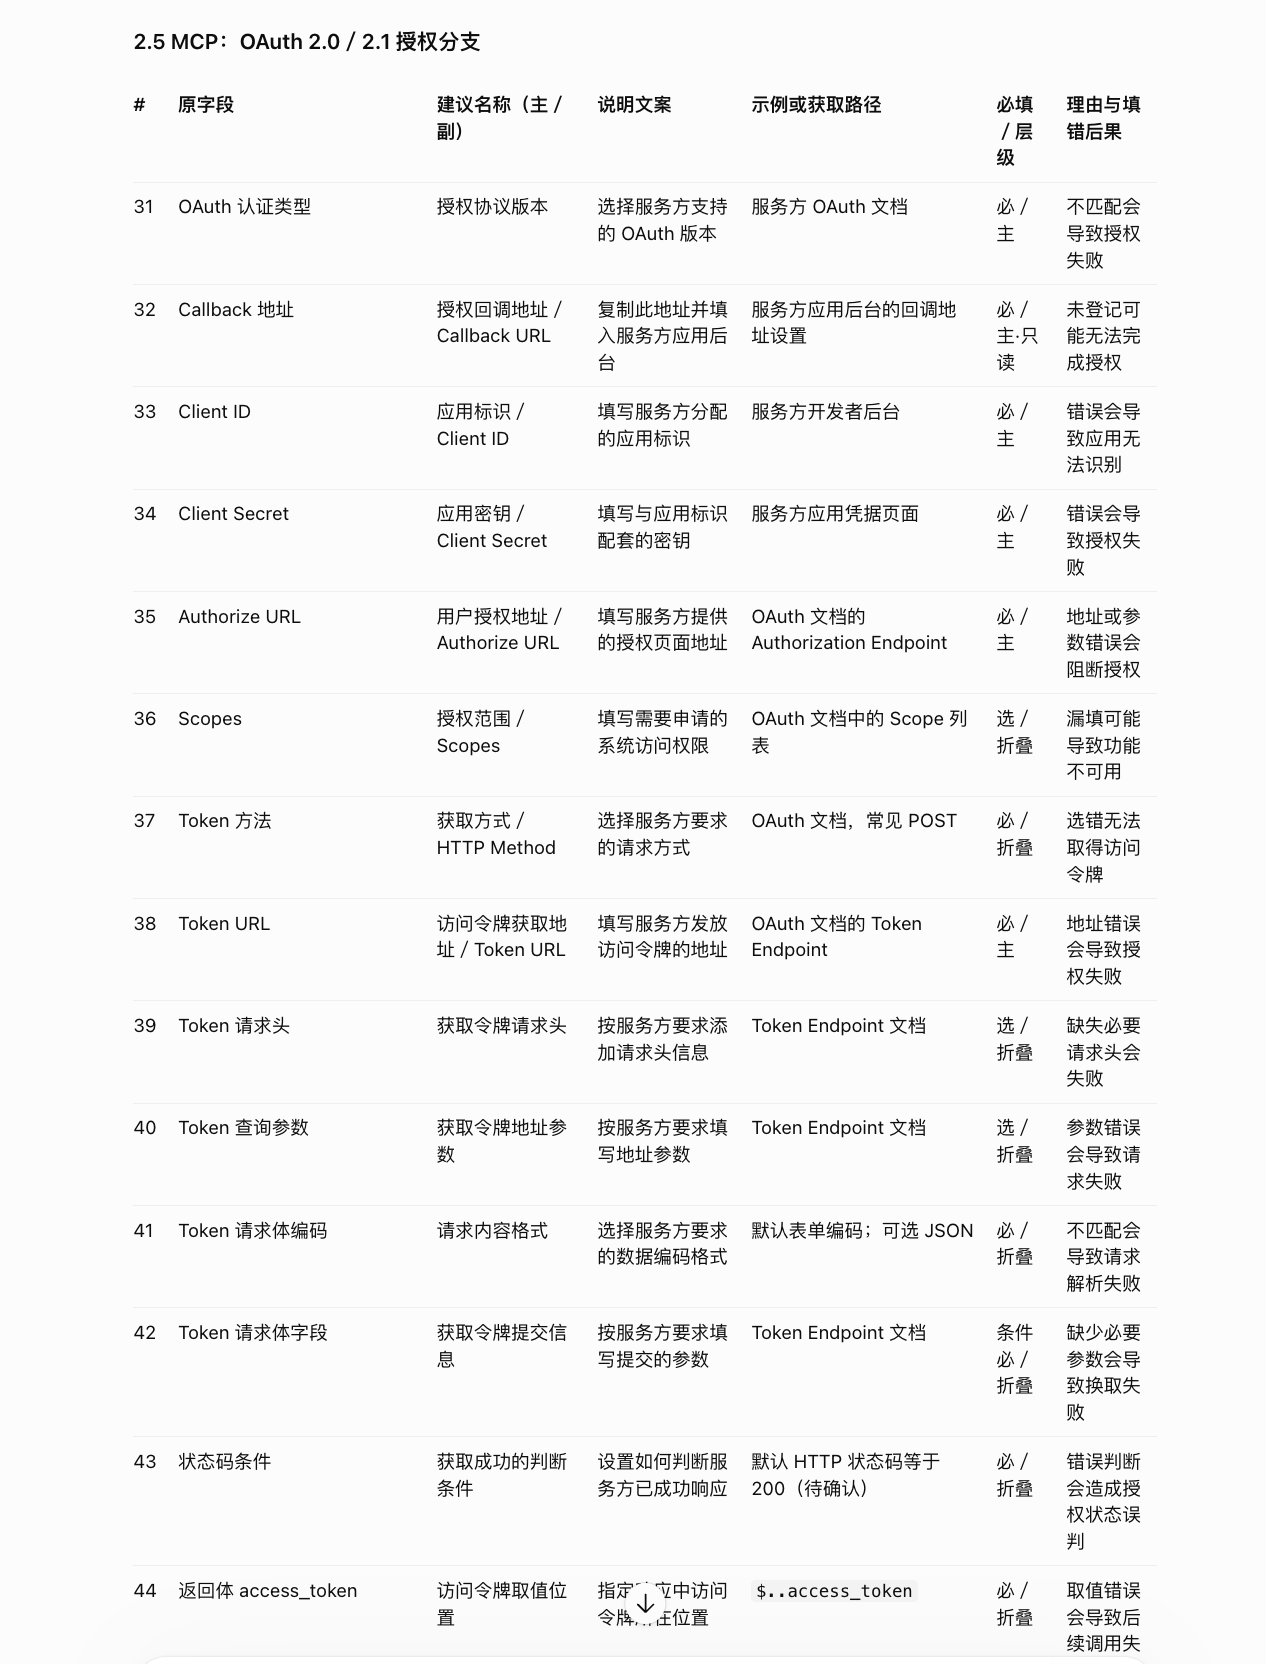 2.5 MCP：OAuth 2.0 / 2.1 授权分支
# 原字段 建议名称（主 / 副） 说明文案 示例或获取路径 必填 / 层级 理由与填错后果
31 OAuth 认证类型 授权协议版本 选择服务方支持的 OAuth 版本 服务方 OAuth 文档 必 / 主 不匹配会导致授权失败
32 Callback 地址 授权回调地址 / Callback URL 复制此地址并填入服务方应用后台 服务方应用后台的回调地址设置 必 / 主·只读 未登记可能无法完成授权
33 Client ID 应用标识 / Client ID 填写服务方分配的应用标识 服务方开发者后台 必 / 主 错误会导致应用无法识别
34 Client Secret 应用密钥 / Client Secret 填写与应用标识配套的密钥 服务方应用凭据页面 必 / 主 错误会导致授权失败
35 Authorize URL 用户授权地址 / Authorize URL 填写服务方提供的授权页面地址 OAuth 文档的 Authorization Endpoint 必 / 主 地址或参数错误会阻断授权
36 Scopes 授权范围 / Scopes 填写需要申请的系统访问权限 OAuth 文档中的 Scope 列表 选 / 折叠 漏填可能导致功能不可用
37 Token 方法 获取方式 / HTTP Method 选择服务方要求的请求方式 OAuth 文档，常见 POST 必 / 折叠 选错无法取得访问令牌
38 Token URL 访问令牌获取地址 / Token URL 填写服务方发放访问令牌的地址 OAuth 文档的 Token Endpoint 必 / 主 地址错误会导致授权失败
39 Token 请求头 获取令牌请求头 按服务方要求添加请求头信息 Token Endpoint 文档 选 / 折叠 缺失必要请求头会失败
40 Token 查询参数 获取令牌地址参数 按服务方要求填写地址参数 Token Endpoint 文档 选 / 折叠 参数错误会导致请求失败
41 Token 请求体编码 请求内容格式 选择服务方要求的数据编码格式 默认表单编码；可选 JSON 必 / 折叠 不匹配会导致请求解析失败
42 Token 请求体字段 获取令牌提交信息 按服务方要求填写提交的参数 Token Endpoint 文档 条件必 / 折叠 缺少必要参数会导致换取失败
43 状态码条件 获取成功的判断条件 设置如何判断服务方已成功响应 默认 HTTP 状态码等于 200（待确认） 必 / 折叠 错误判断会造成授权状态误判
44 返回体 access_token 访问令牌取值位置 指定 应中访问令牌 在位置 $..access_token 必 / 折叠 取值错误会导致后续调用失